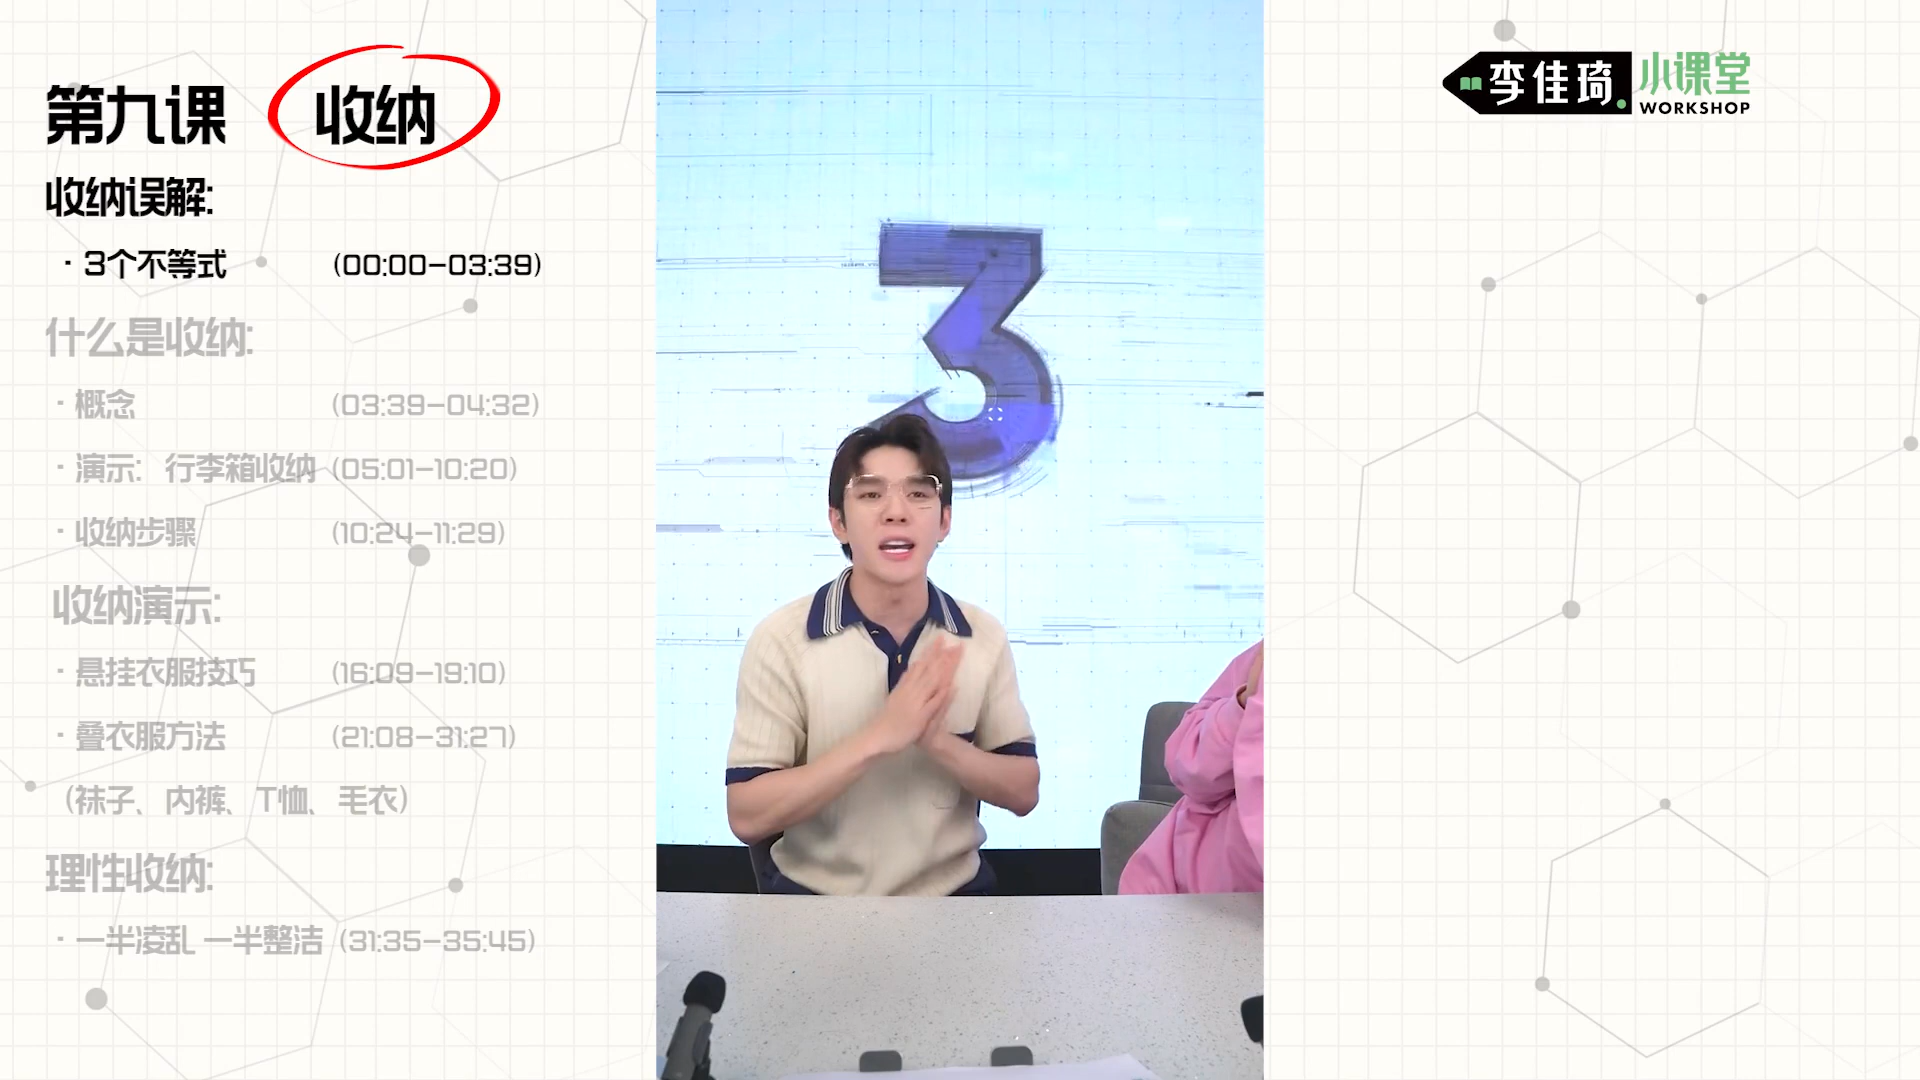 第九课 收纳
收纳误解:
·3个不等式 (00:00-03:39)
什么是收纳:
·概念 (03:39-04:32)
·演示: 行李箱收纳 (05:01-10:20)
·收纳步骤 (10:24-11:29)
收纳演示:
·悬挂衣服技巧 (16:09-19:10)
·叠衣服方法 (21:08-31:27)
(袜子、内裤、T恤、毛衣)
理性收纳:
·一半凌乱 一半整洁 (31:35-35:45)
3
李佳琦 小课堂
WORKSHOP